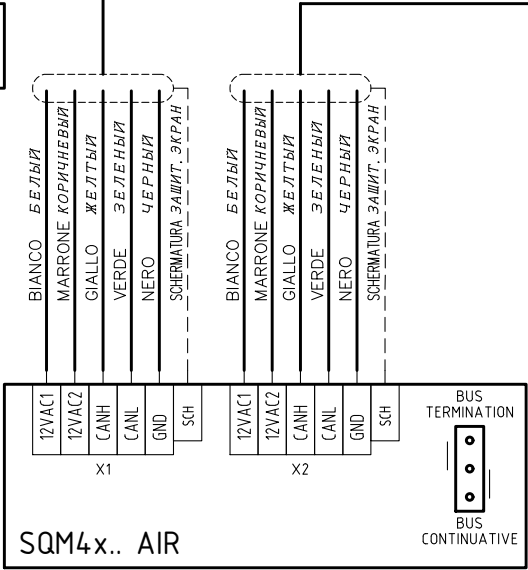 BIANCO БЕЛЫЙ
MARRONE КОРИЧНЕВЫЙ
GIALLO ЖЕЛТЫЙ
VERDE ЗЕЛЕНЫЙ
NERO ЧЕРНЫЙ
SCHERMATURA ЗАЩИТ. ЭКРАН
BIANCO БЕЛЫЙ
MARRONE КОРИЧНЕВЫЙ
GIALLO ЖЕЛТЫЙ
VERDE ЗЕЛЕНЫЙ
NERO ЧЕРНЫЙ
SCHERMATURA ЗАЩИТ. ЭКРАН
12VAC1
12VAC2
CANH
CANL
GND
SCH
X1
12VAC1
12VAC2
CANH
CANL
GND
SCH
X2
BUS
TERMINATION
BUS
CONTINUATIVE
SQM4x.. AIR